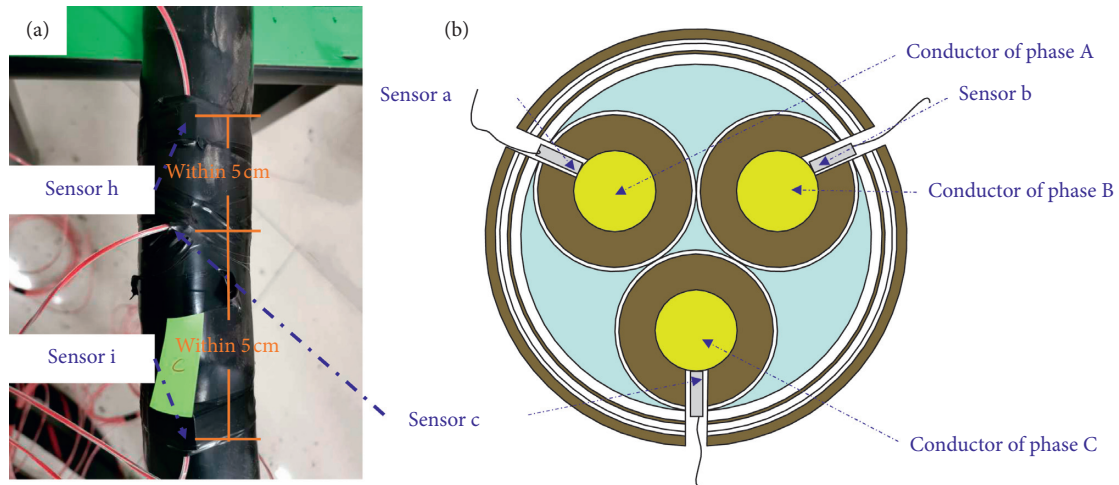 (a)
(b)
Conductor of phase A
Sensor a
Sensor b
Within 5 cm
Sensor h
Conductor of phase B
Within 5 cm
Sensor i
C
Sensor c
Conductor of phase C